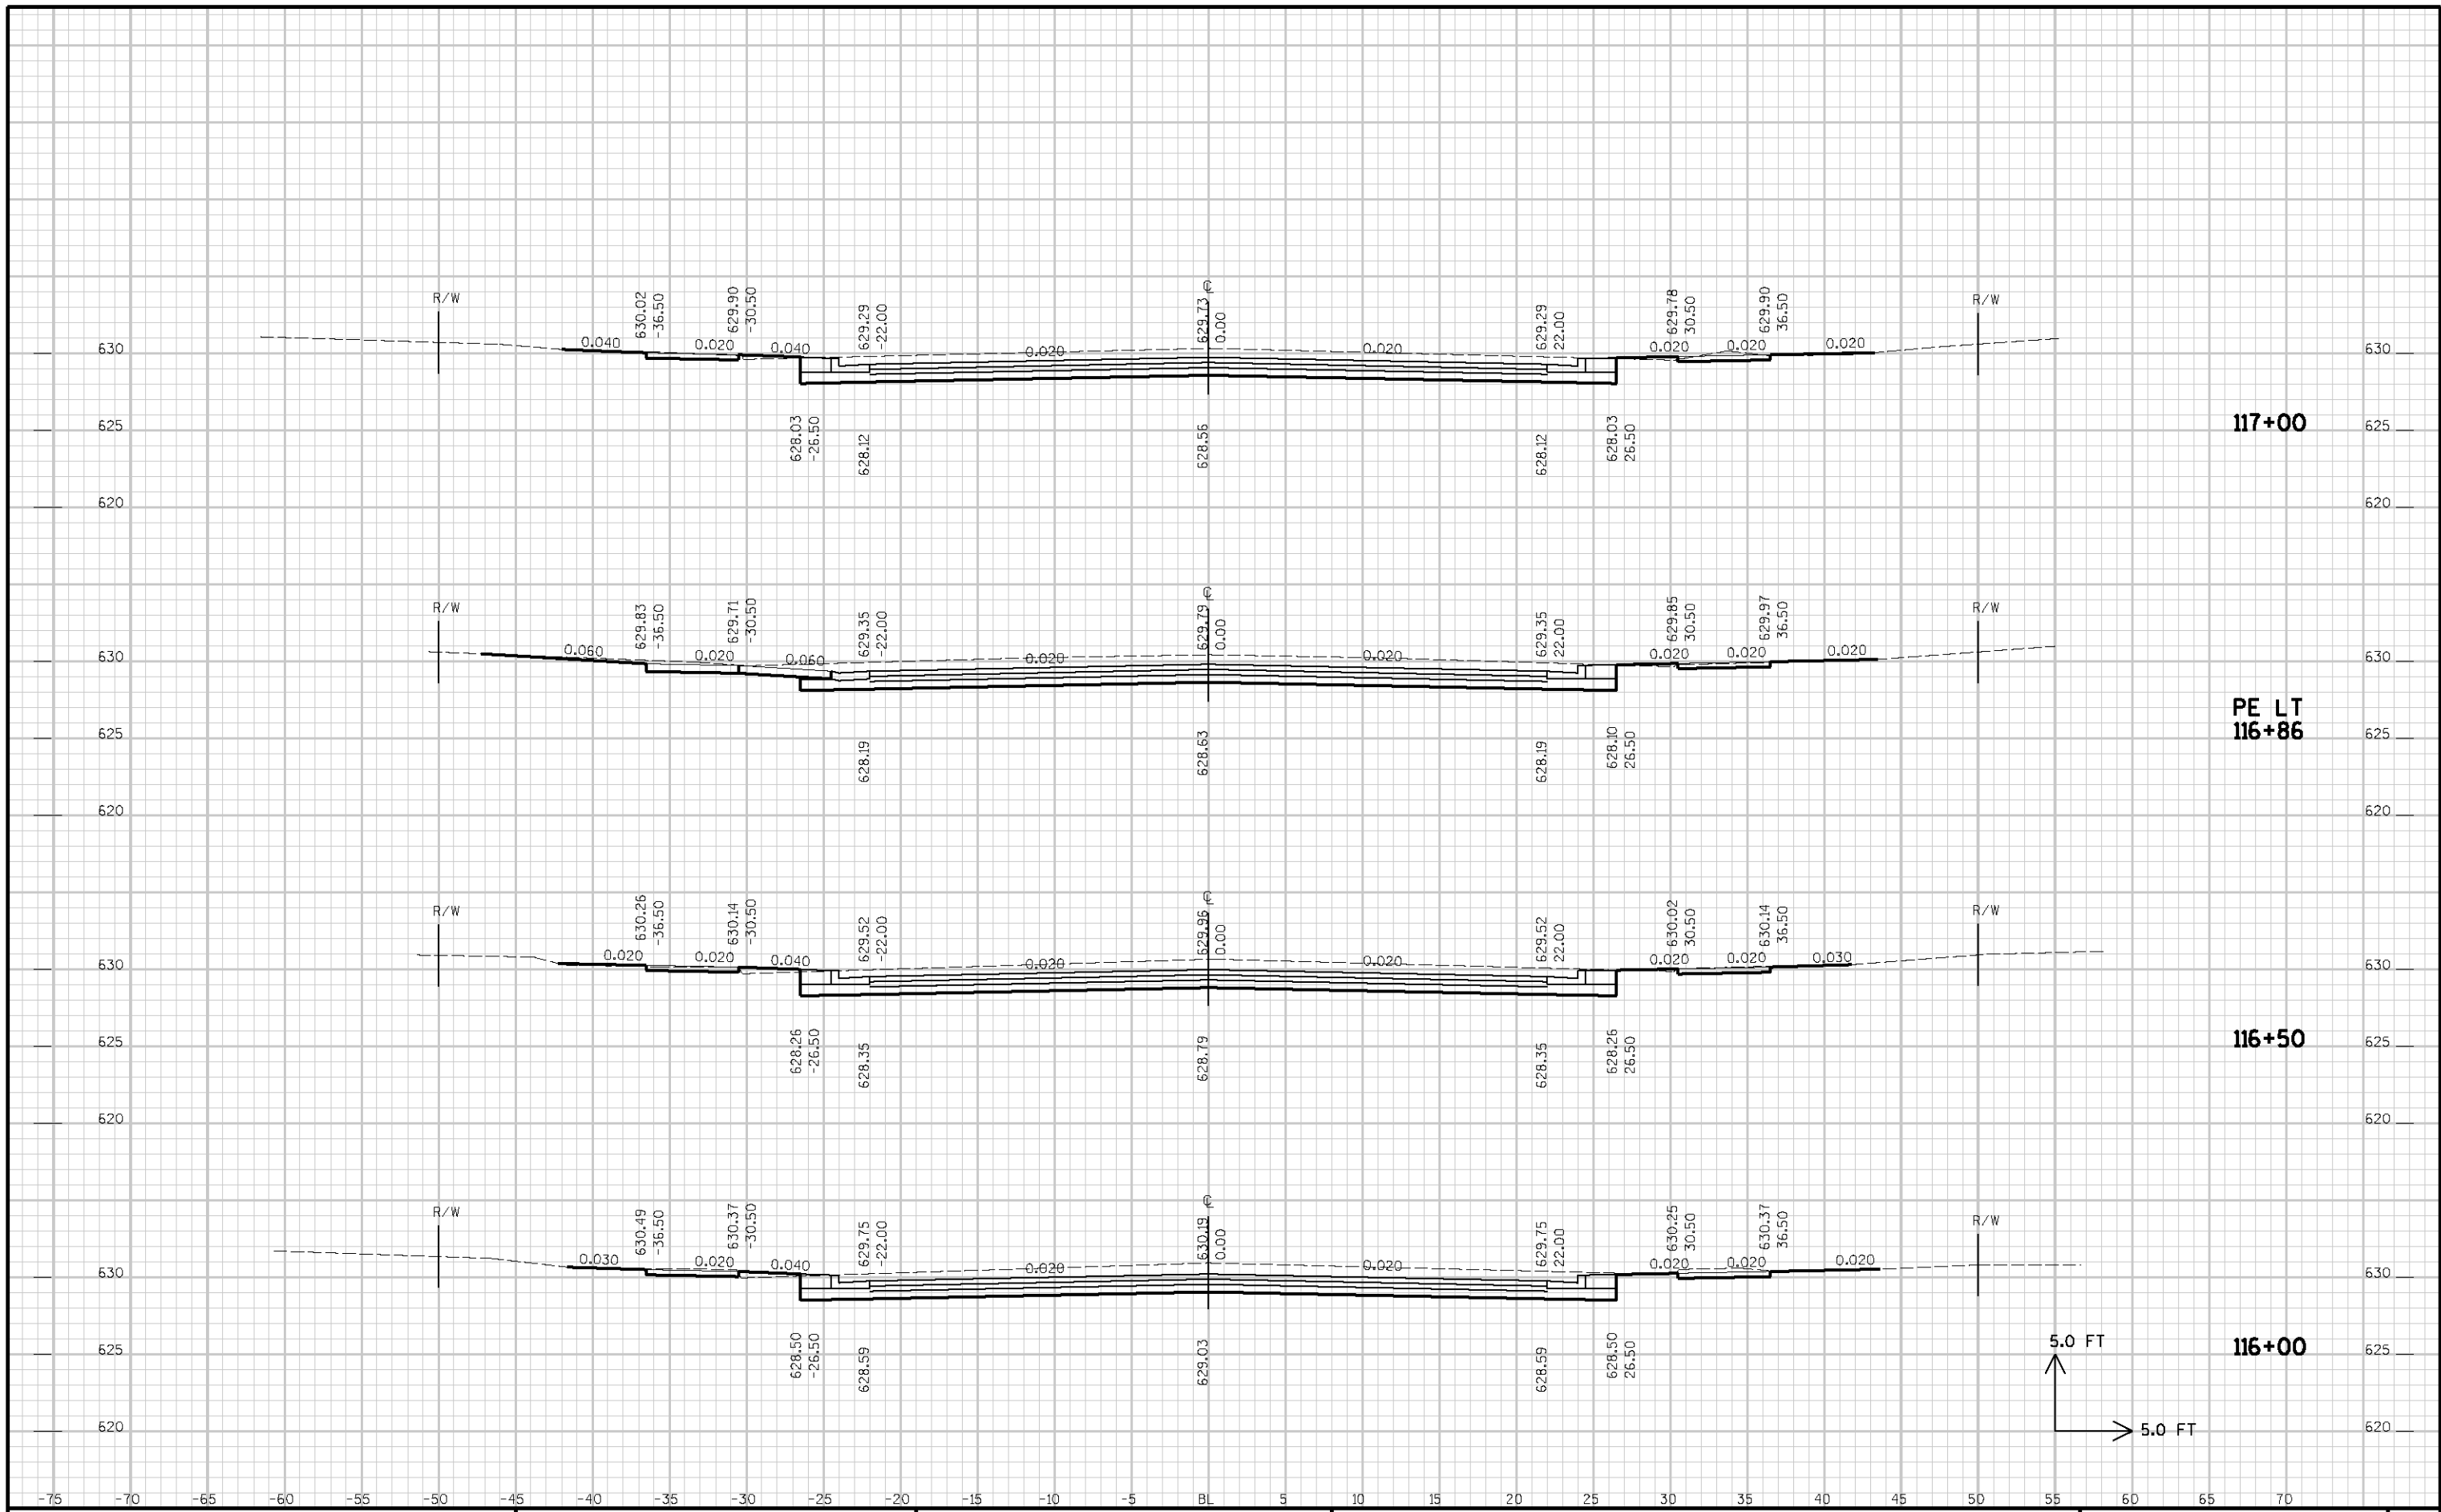 R/W 630.02 -36.50 629.90 -30.50 629.29 -22.00 ℄ 629.73 0.00 629.29 22.00 629.78 30.50 629.90 36.50 R/W
630 0.040 0.020 0.040 0.020 0.020 0.020 0.020 0.020 630
625 628.03 -26.50 628.12 628.56 628.12 628.03 26.50 117+00 625
620 620
R/W 629.83 -36.50 629.71 -30.50 629.35 -22.00 ℄ 629.79 0.00 629.35 22.00 629.85 30.50 629.97 36.50 R/W
630 0.060 0.020 0.060 0.020 0.020 0.020 0.020 0.020 630
PE LT
625 628.19 628.63 628.19 628.10 26.50 116+86 625
620 620
R/W 630.26 -36.50 630.14 -30.50 629.52 -22.00 ℄ 629.96 0.00 629.52 22.00 630.02 30.50 630.14 36.50 R/W
630 0.020 0.020 0.040 0.020 0.020 0.020 0.020 0.030 630
625 628.26 -26.50 628.35 628.79 628.35 628.26 26.50 116+50 625
620 620
R/W 630.49 -36.50 630.37 -30.50 629.75 -22.00 ℄ 630.19 0.00 629.75 22.00 630.25 30.50 630.37 36.50 R/W
630 0.030 0.020 0.040 0.020 0.020 0.020 0.020 0.020 630
5.0 FT
625 628.50 -26.50 628.59 629.03 628.59 628.50 26.50 116+00 625
620 5.0 FT 620
-75 -70 -65 -60 -55 -50 -45 -40 -35 -30 -25 -20 -15 -10 -5 BL 5 10 15 20 25 30 35 40 45 50 55 60 65 70